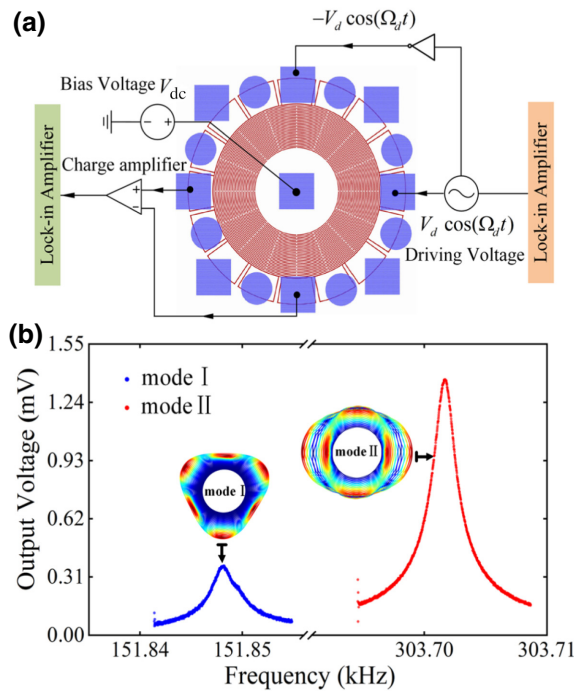 (a)
−V_d cos(Ω_d t)
Bias Voltage V_dc
− +
Charge amplifier
+
−
Lock-in Amplifier
V_d cos(Ω_d t)
Driving Voltage
Lock-in Amplifier
(b)
Output Voltage (mV)
1.55
1.24
0.93
0.62
0.31
0.00
mode Ⅰ
mode Ⅱ
mode Ⅰ
mode Ⅱ
151.84
151.85
303.70
303.71
Frequency (kHz)